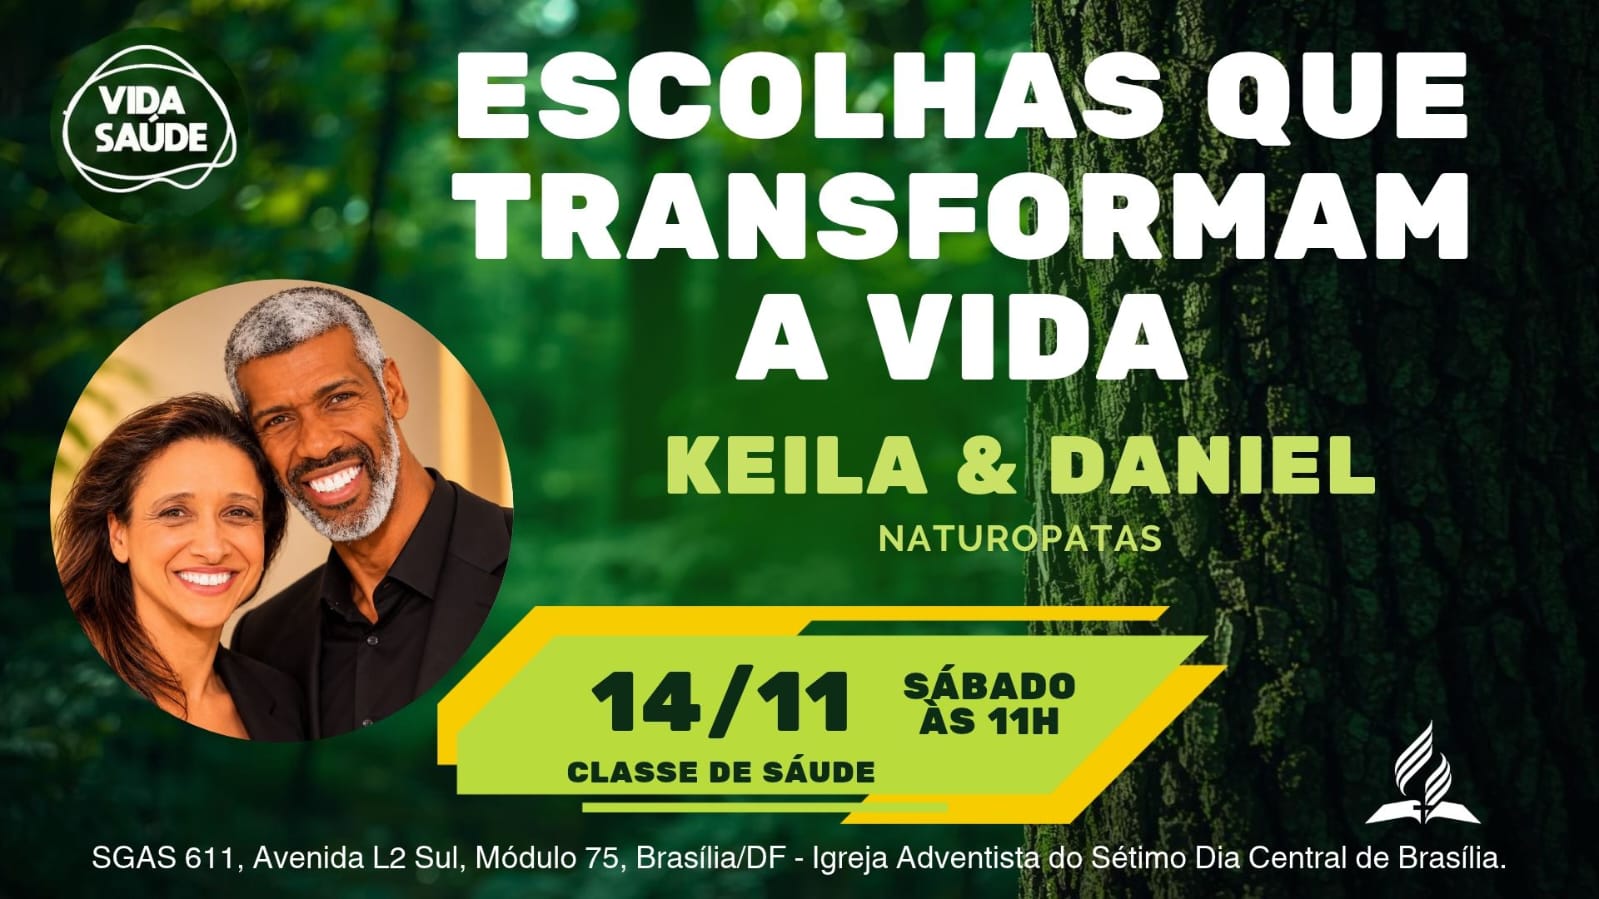 VIDA
SAÚDE
ESCOLHAS QUE
TRANSFORMAM
A VIDA
KEILA & DANIEL
NATUROPATAS
14/11
SÁBADO
ÀS 11H
CLASSE DE SÁUDE
SGAS 611, Avenida L2 Sul, Módulo 75, Brasília/DF - Igreja Adventista do Sétimo Dia Central de Brasília.